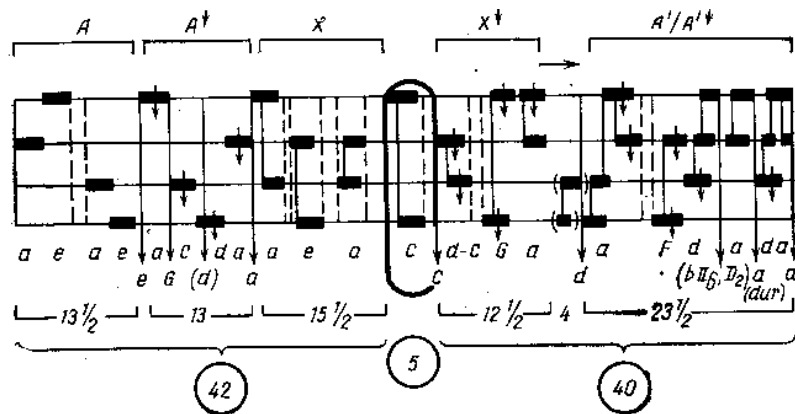 A A↓ X X↓ → A'/A'↓
a e a e a c d a a e a c d-c G a a F d a d a
e G (d) a c d (♭II₆, D₂) a a
(dur)
13 1/2 13 15 1/2 12 1/2 4 23 1/2
42 5 40